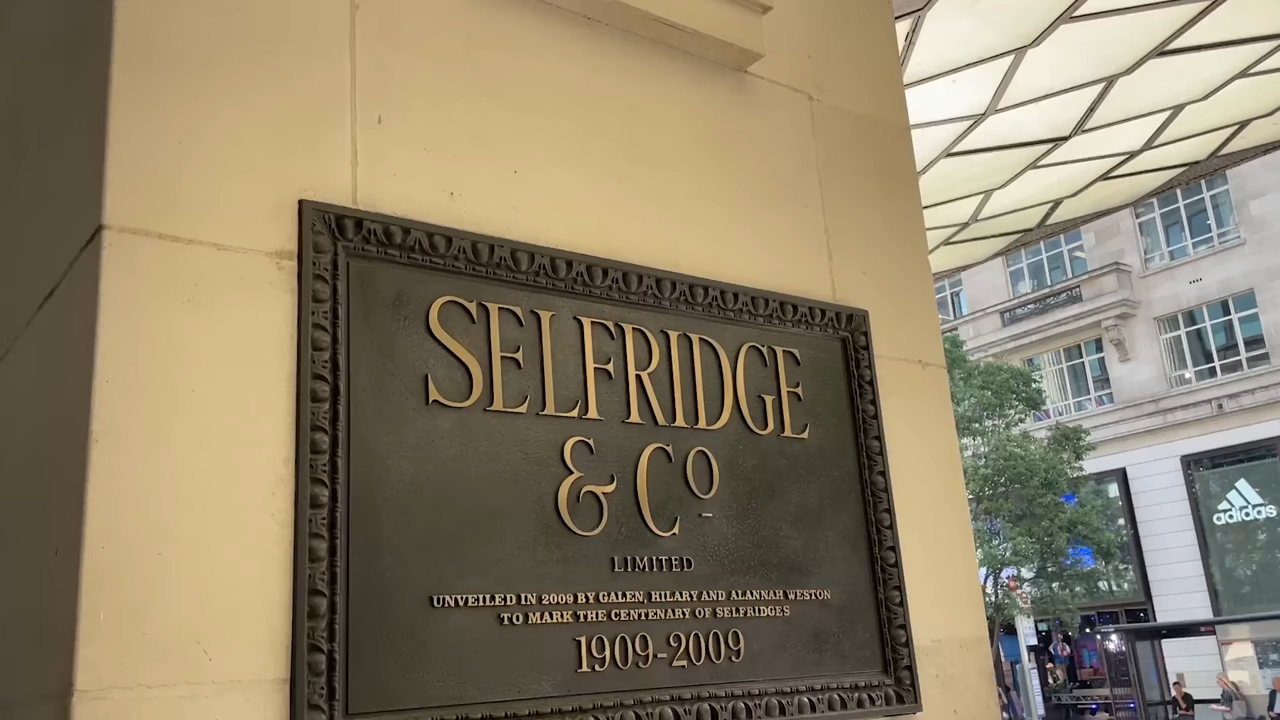 SELFRIDGE
& Cº
LIMITED
UNVEILED IN 2009 BY GALEN, HILARY AND ALANNAH WESTON
TO MARK THE CENTENARY OF SELFRIDGES
1909-2009
adidas